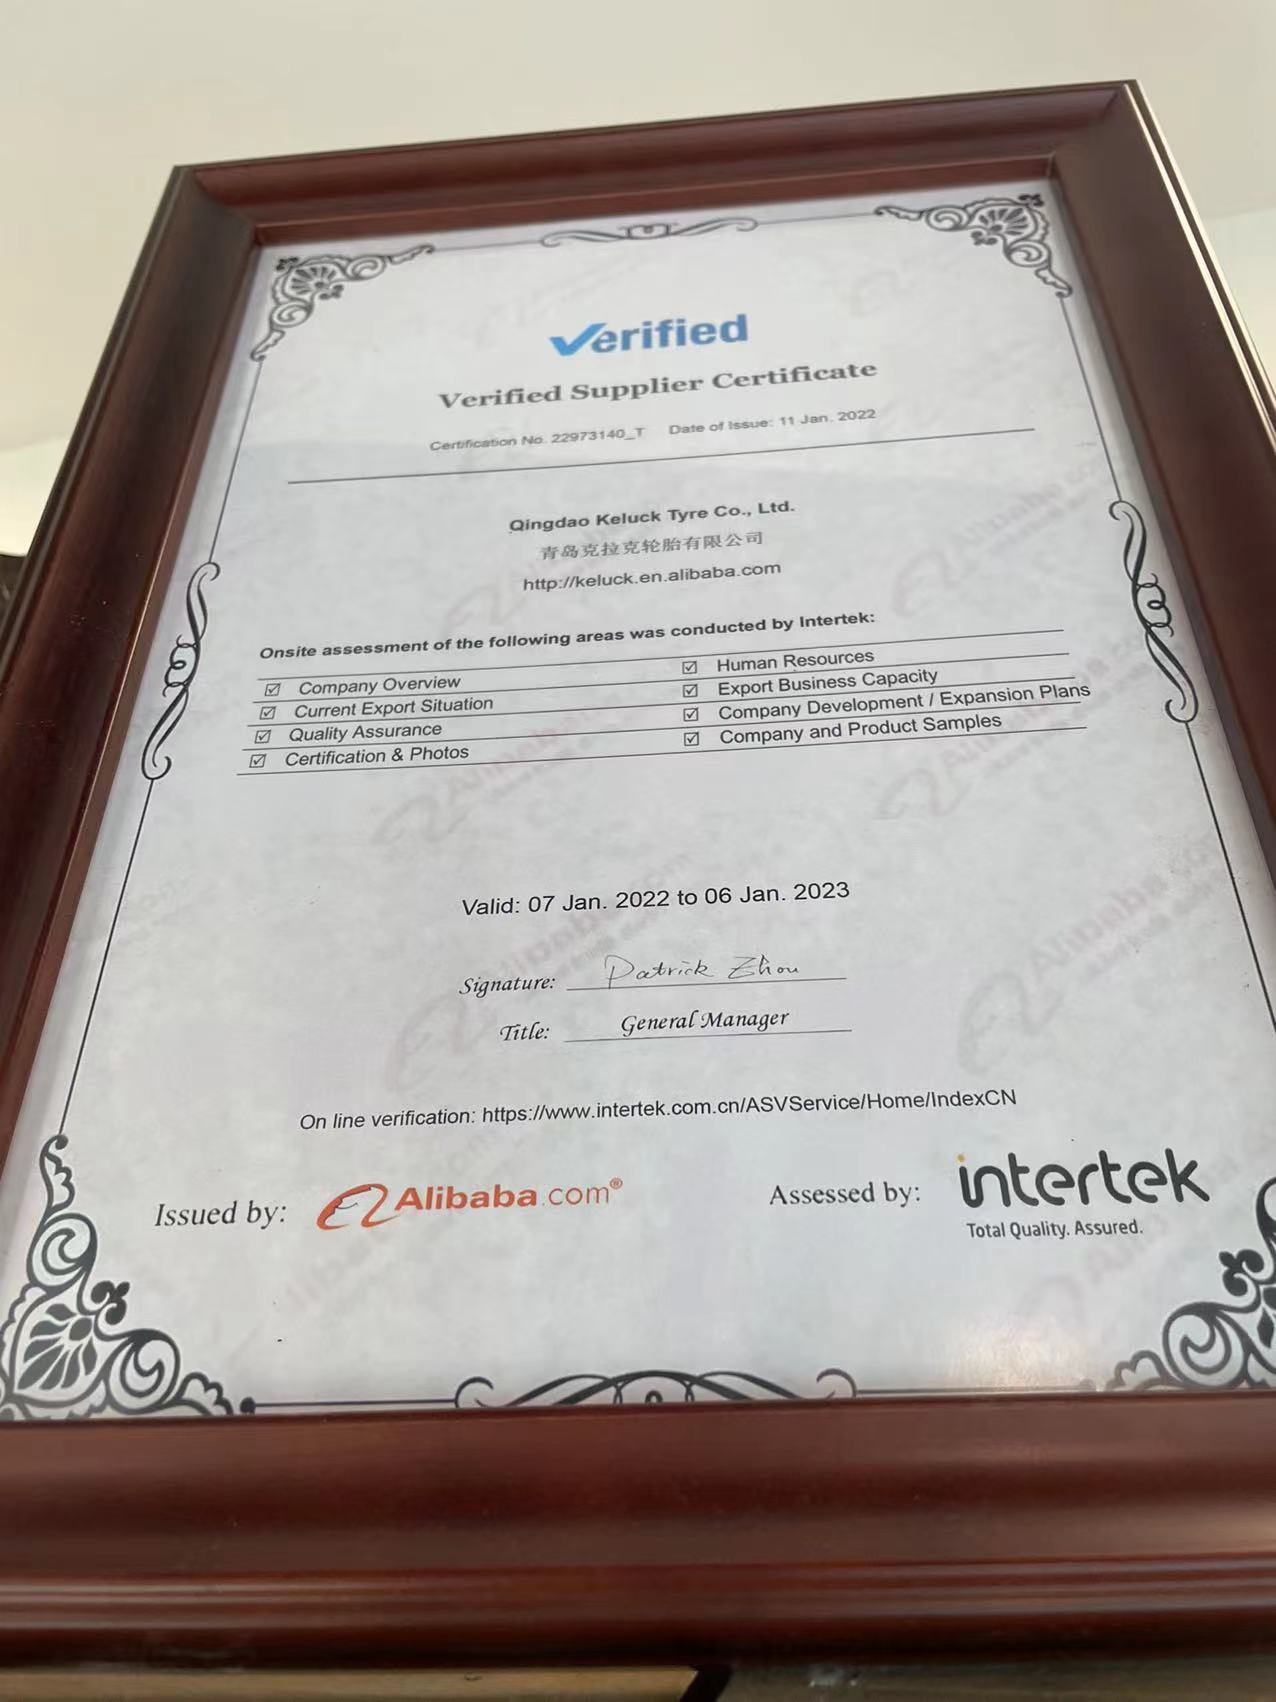 Verified
Verified Supplier Certificate
Certification No. 22973140_T Date of Issue: 11 Jan. 2022
Qingdao Keluck Tyre Co., Ltd.
青岛克拉克轮胎有限公司
http://keluck.en.alibaba.com
Onsite assessment of the following areas was conducted by Intertek:
Company Overview Human Resources
Current Export Situation Export Business Capacity
Quality Assurance Company Development / Expansion Plans
Certification & Photos Company and Product Samples
Valid: 07 Jan. 2022 to 06 Jan. 2023
Signature: Patrick Zhou
Title: General Manager
On line verification: https://www.intertek.com.cn/ASVService/Home/IndexCN
Issued by: Alibaba.com® Assessed by: intertek
Total Quality. Assured.